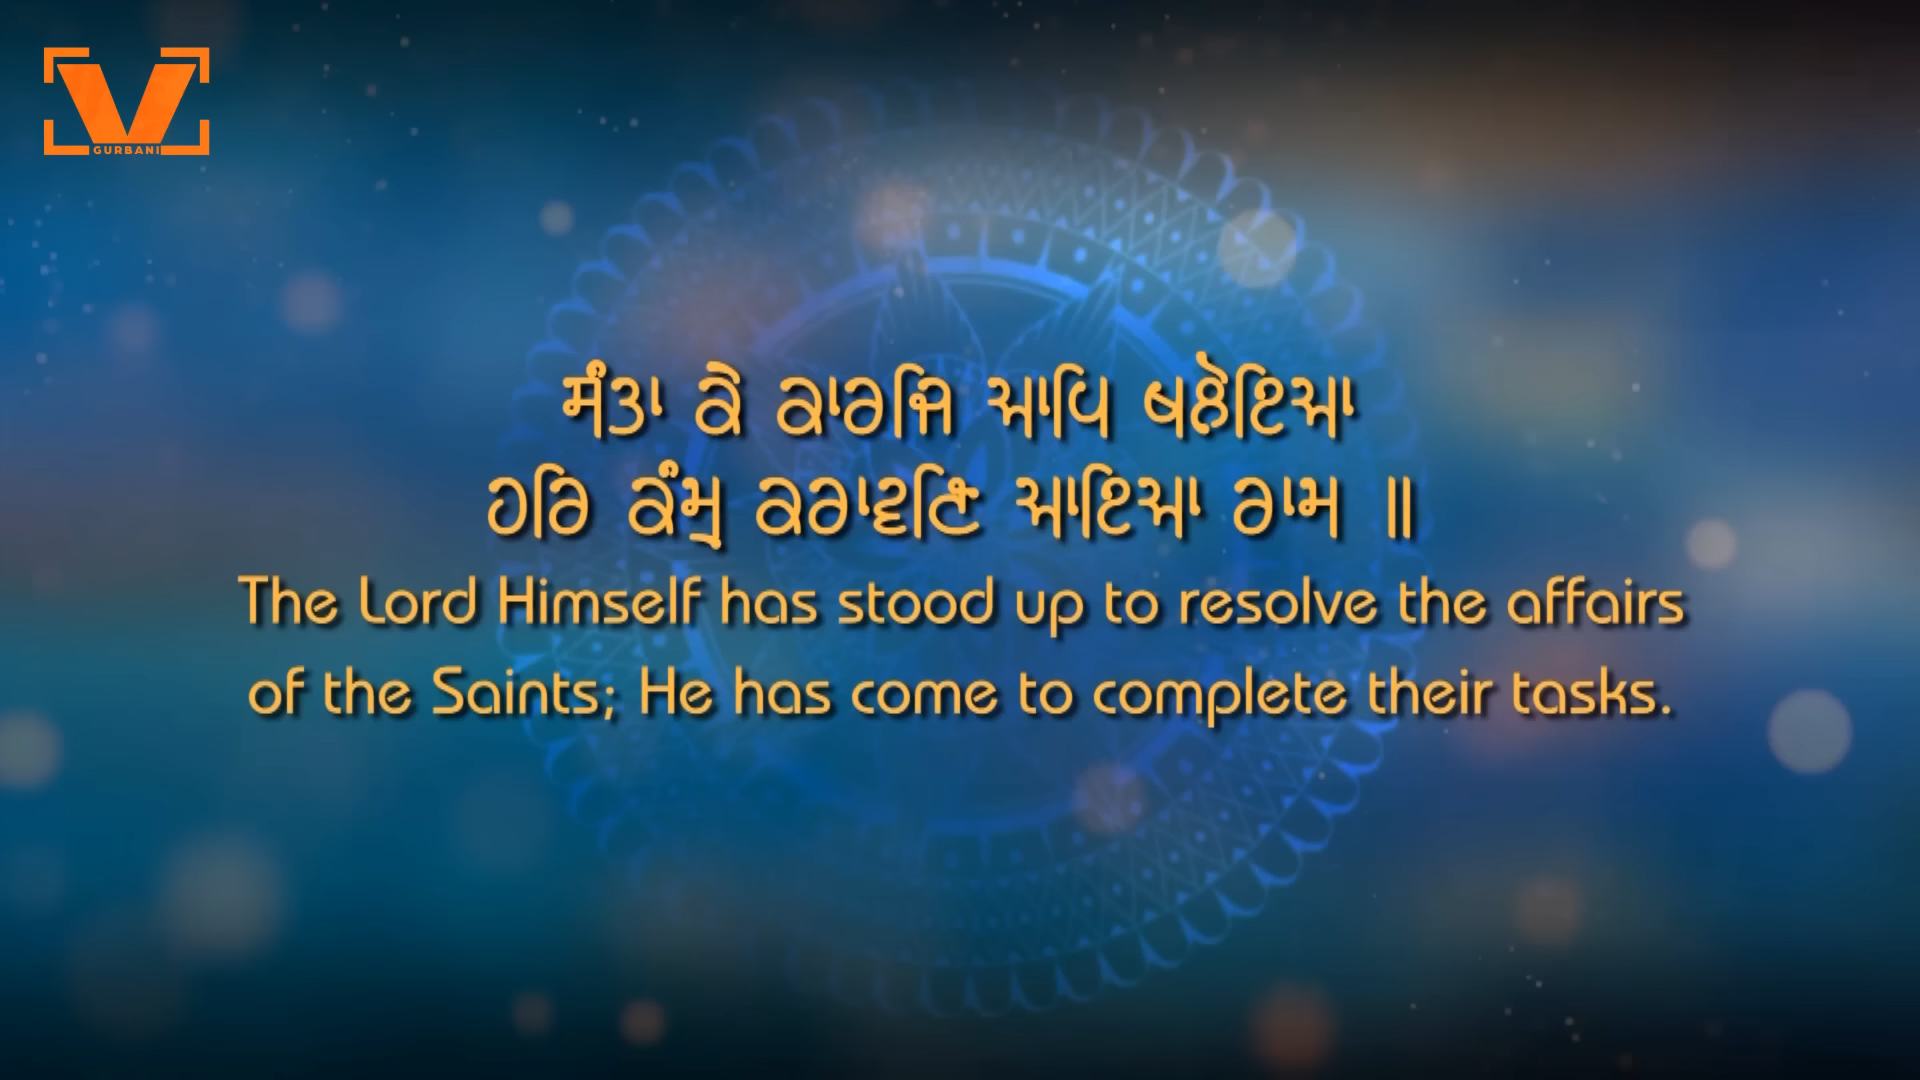 V GURBANI
ਸੰਤਾ ਕੇ ਕਾਰਜਿ ਆਪਿ ਖਲੋਇਆ
ਹਰਿ ਕੰਮੁ ਕਰਾਵਣਿ ਆਇਆ ਰਾਮ ॥
The Lord Himself has stood up to resolve the affairs
of the Saints; He has come to complete their tasks.